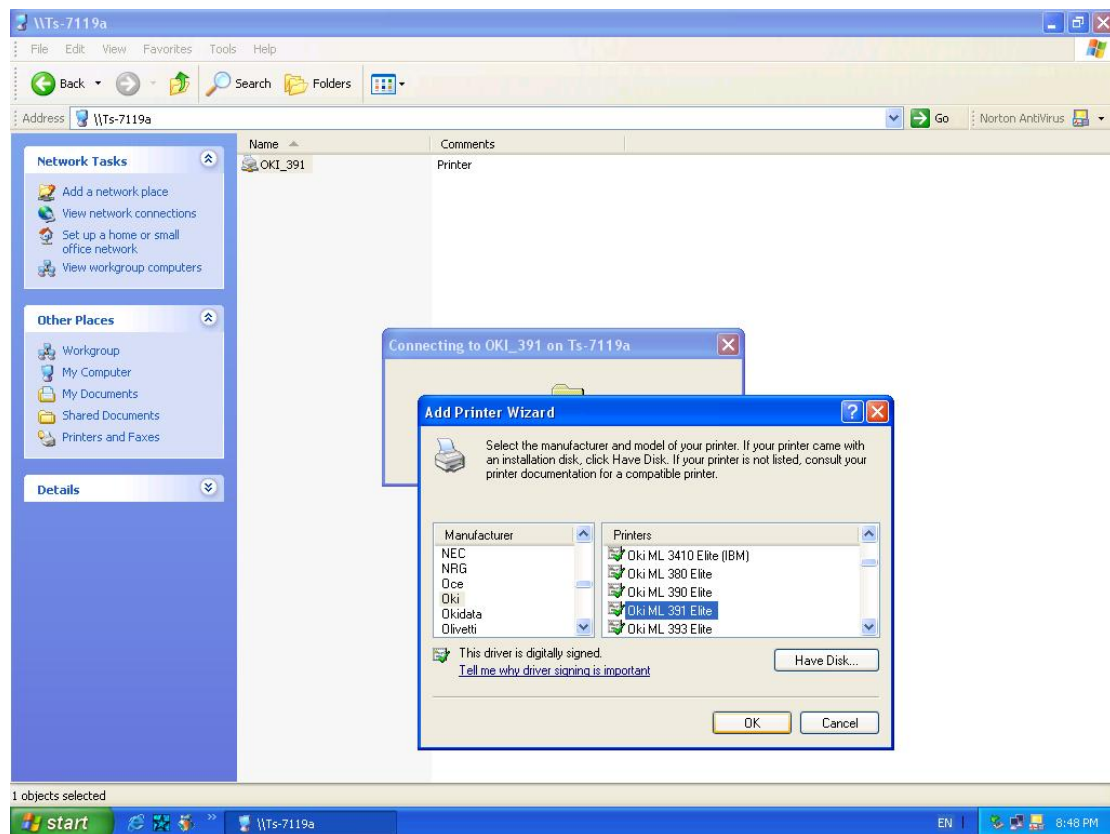 \\Ts-7119a
File Edit View Favorites Tools Help
Back Search Folders
Address \\Ts-7119a Go Norton AntiVirus
Name Comments
OKI_391 Printer
Network Tasks
Add a network place
View network connections
Set up a home or small
office network
View workgroup computers
Other Places
Workgroup
My Computer
My Documents
Shared Documents
Printers and Faxes
Details
Connecting to OKI_391 on Ts-7119a
Add Printer Wizard
Select the manufacturer and model of your printer. If your printer came with
an installation disk, click Have Disk. If your printer is not listed, consult your
printer documentation for a compatible printer.
Manufacturer
NEC
NRG
Oce
Oki
Okidata
Olivetti
Printers
Oki ML 3410 Elite (IBM)
Oki ML 380 Elite
Oki ML 390 Elite
Oki ML 391 Elite
Oki ML 393 Elite
This driver is digitally signed.
Tell me why driver signing is important
Have Disk...
OK Cancel
1 objects selected
start \\Ts-7119a EN 8:48 PM